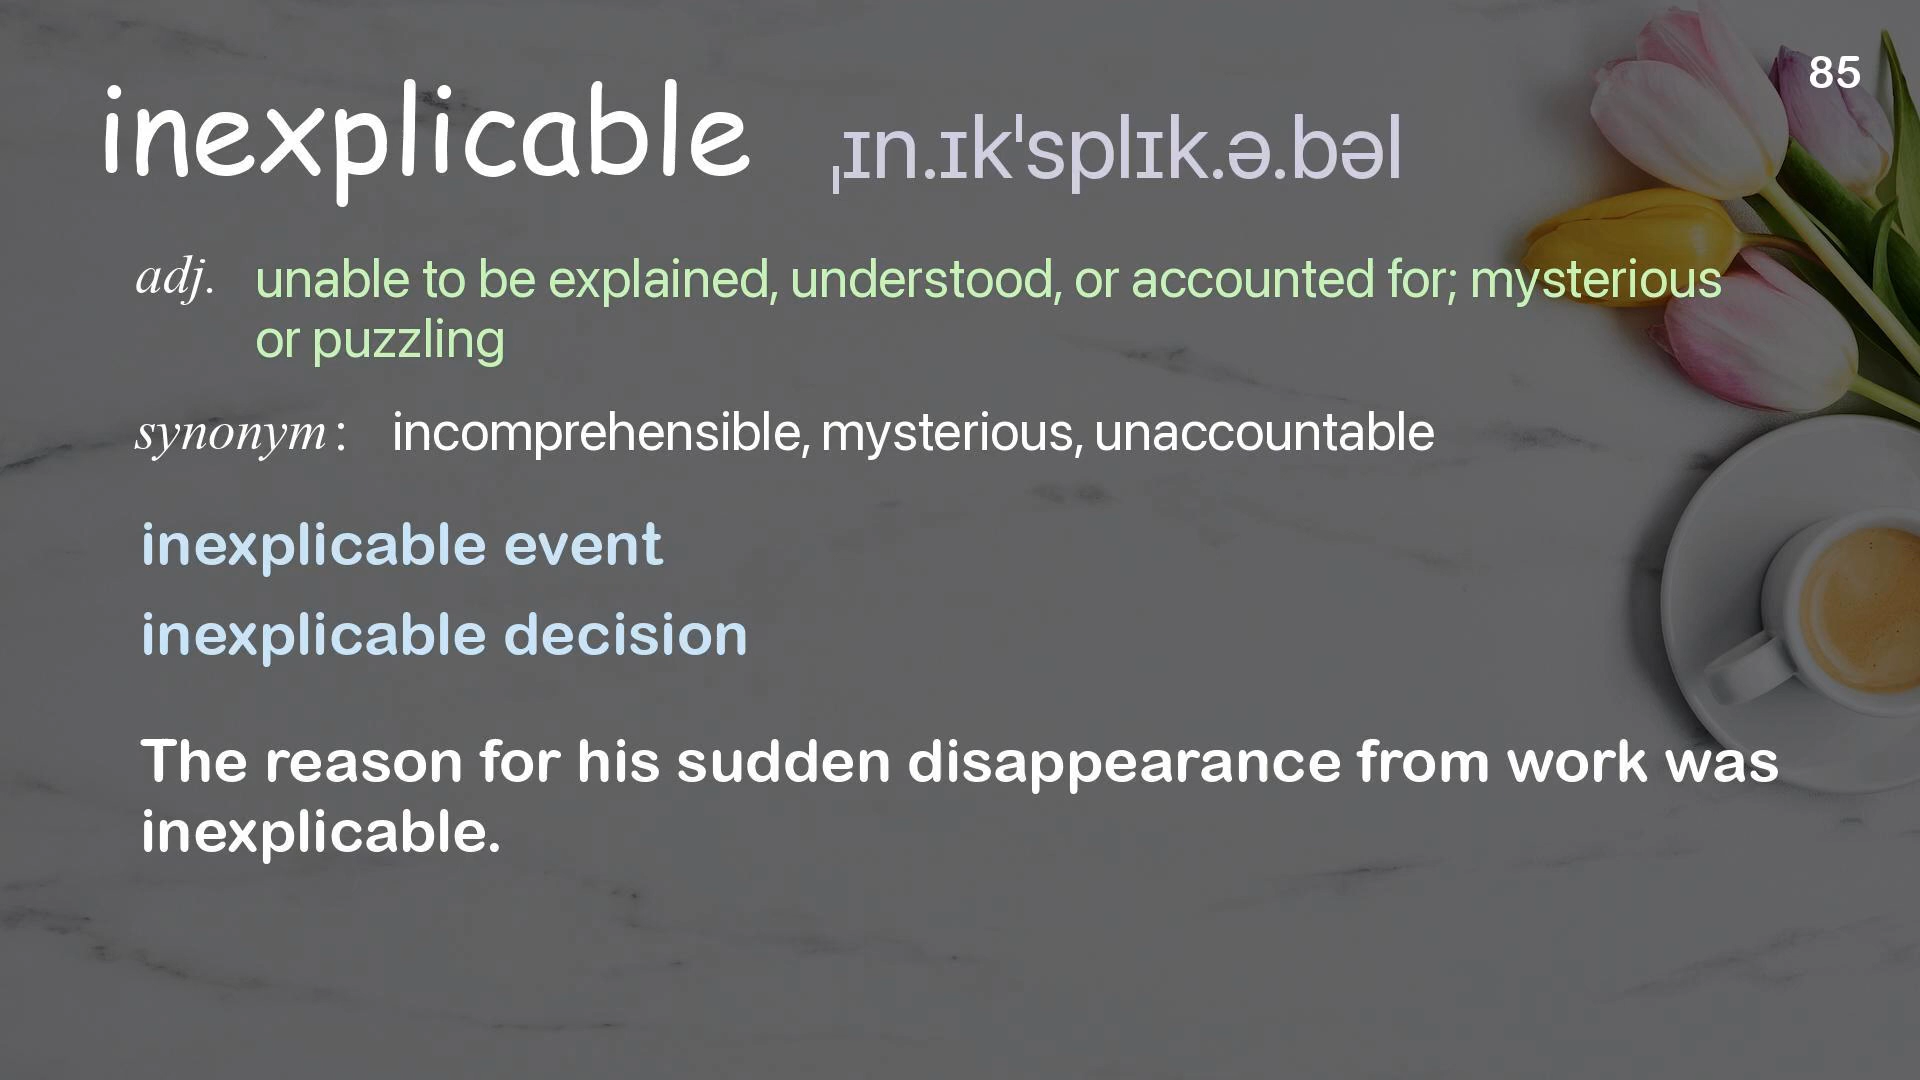 85
inexplicable ˌɪn.ɪkˈsplɪk.ə.bəl
adj. unable to be explained, understood, or accounted for; mysterious
or puzzling
synonym : incomprehensible, mysterious, unaccountable
inexplicable event
inexplicable decision
The reason for his sudden disappearance from work was
inexplicable.